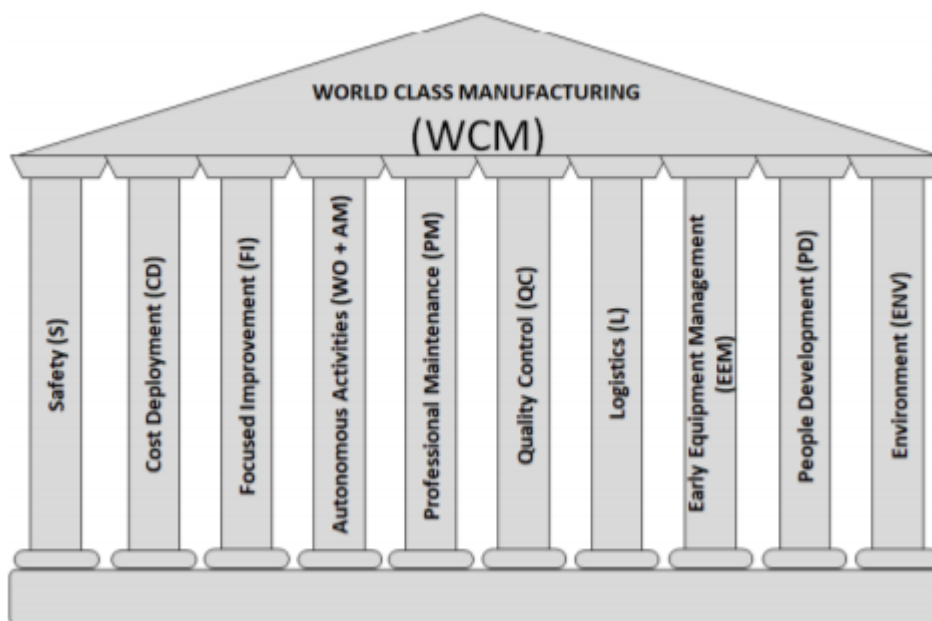 WORLD CLASS MANUFACTURING
(WCM)
Safety (S)
Cost Deployment (CD)
Focused Improvement (FI)
Autonomous Activities (WO + AM)
Professional Maintenance (PM)
Quality Control (QC)
Logistics (L)
Early Equipment Management
(EEM)
People Development (PD)
Environment (ENV)